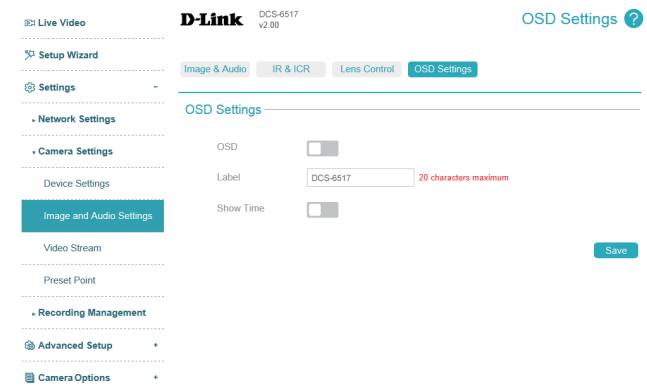 Live Video
Setup Wizard
Settings -
Network Settings
Camera Settings
Device Settings
Image and Audio Settings
Video Stream
Preset Point
Recording Management
Advanced Setup +
Camera Options +
D-Link DCS-6517
v2.00
OSD Settings ?
Image & Audio IR & ICR Lens Control OSD Settings
OSD Settings
OSD
Label DCS-6517 20 characters maximum
Show Time
Save